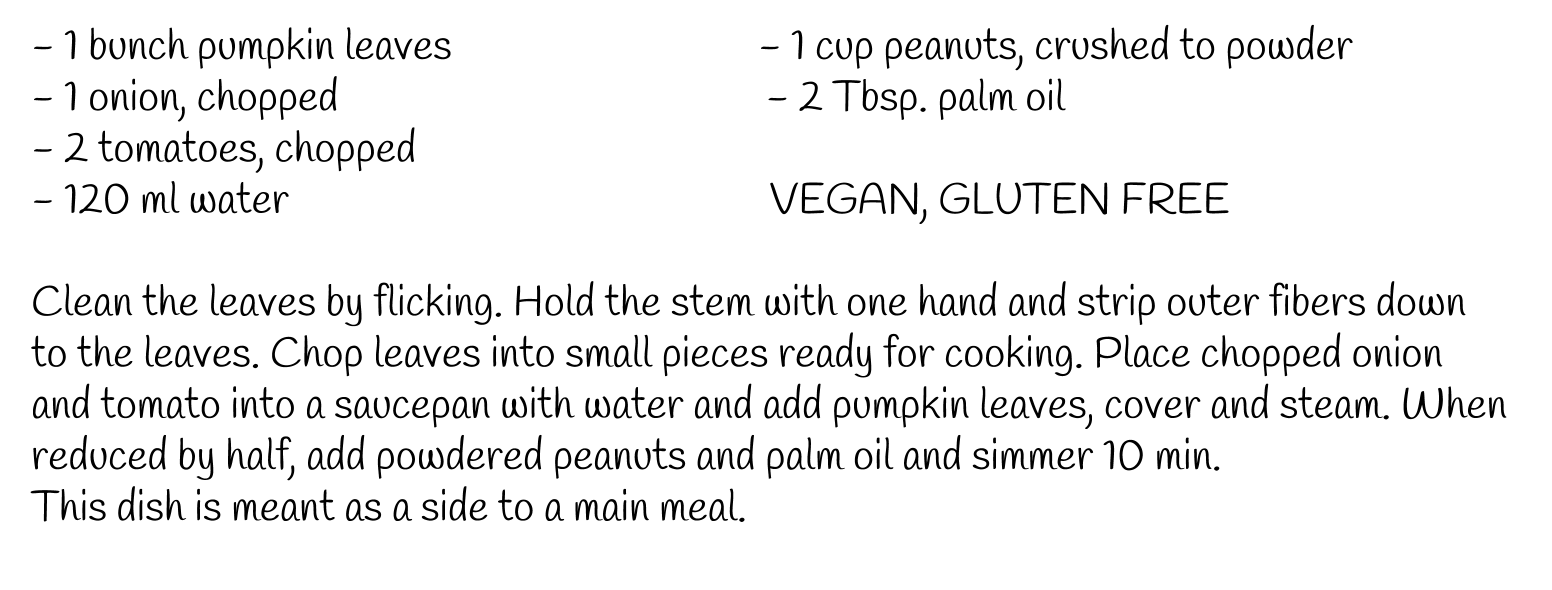 - 1 bunch pumpkin leaves
- 1 onion, chopped
- 2 tomatoes, chopped
- 120 ml water
- 1 cup peanuts, crushed to powder
- 2 Tbsp. palm oil
VEGAN, GLUTEN FREE
Clean the leaves by flicking. Hold the stem with one hand and strip outer fibers down
to the leaves. Chop leaves into small pieces ready for cooking. Place chopped onion
and tomato into a saucepan with water and add pumpkin leaves, cover and steam. When
reduced by half, add powdered peanuts and palm oil and simmer 10 min.
This dish is meant as a side to a main meal.